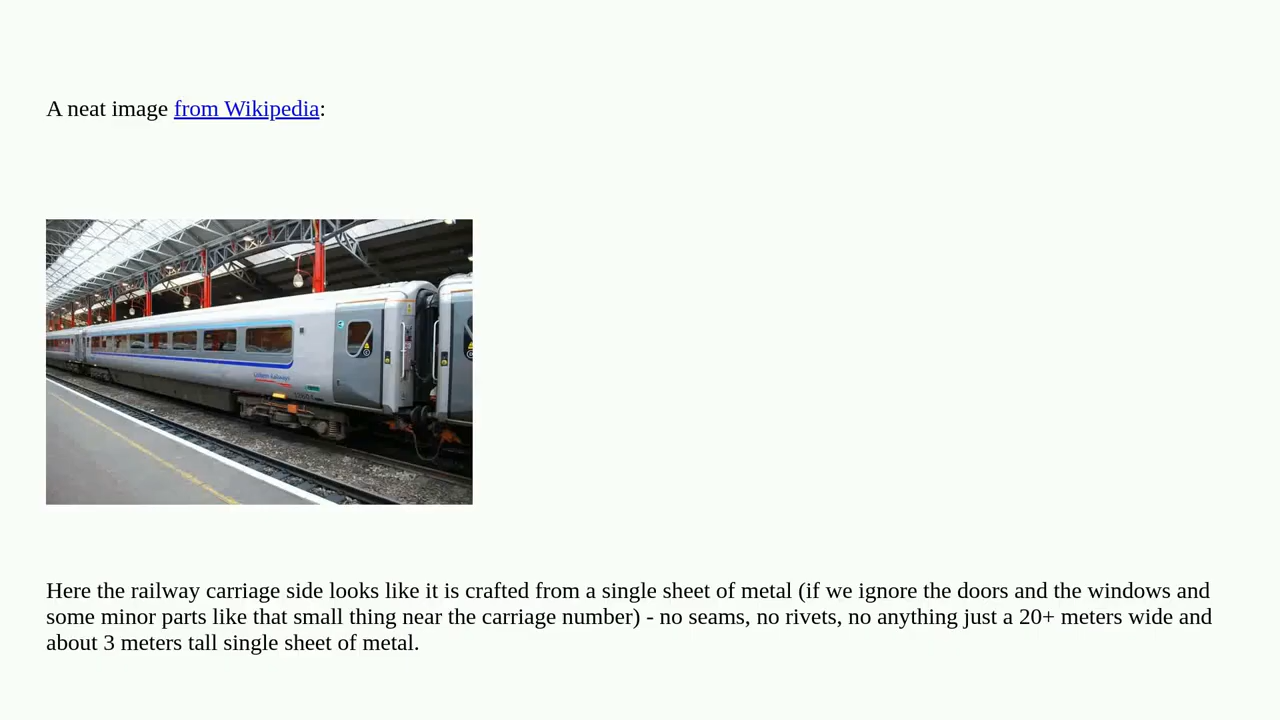 A neat image from Wikipedia:
Here the railway carriage side looks like it is crafted from a single sheet of metal (if we ignore the doors and the windows and
some minor parts like that small thing near the carriage number) - no seams, no rivets, no anything just a 20+ meters wide and
about 3 meters tall single sheet of metal.